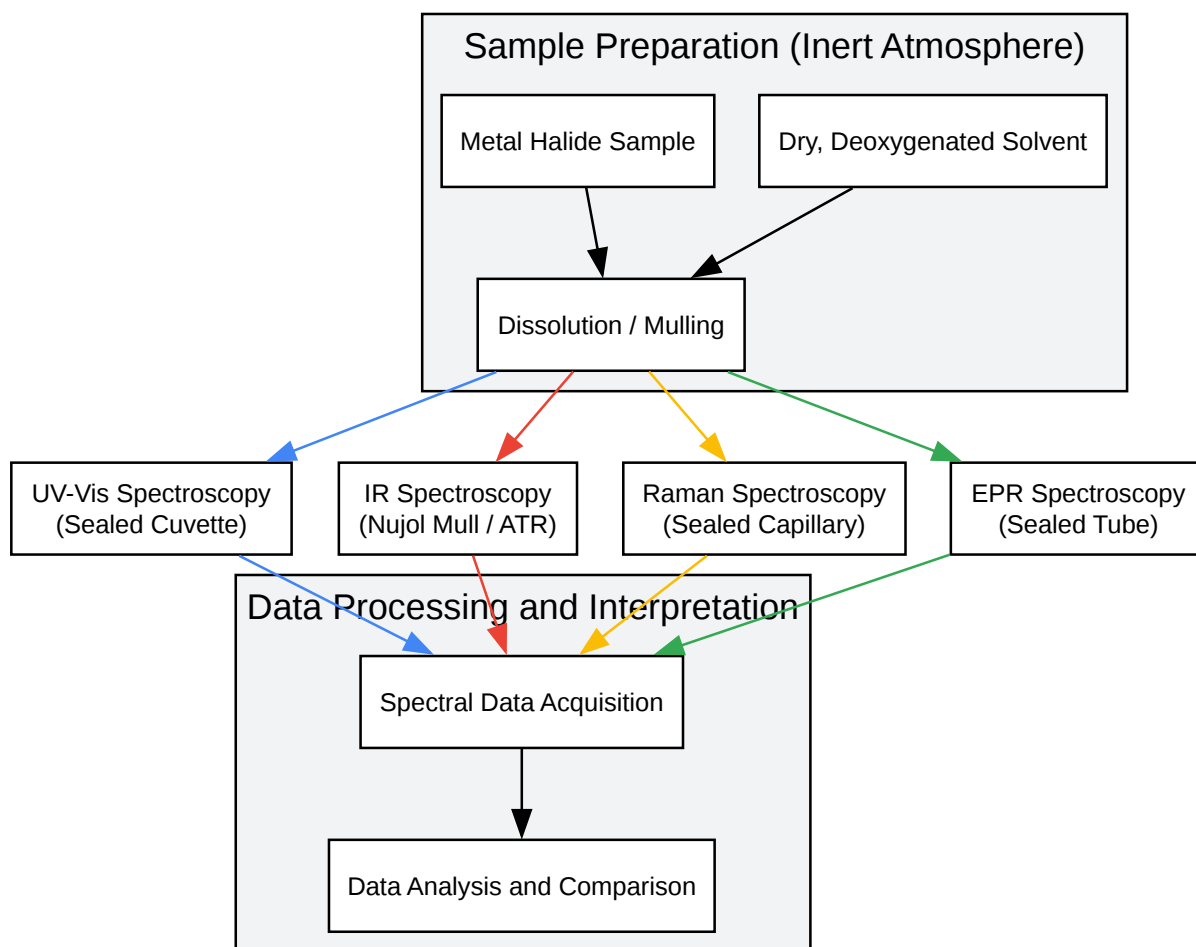 Sample Preparation (Inert Atmosphere)
Metal Halide Sample
Dry, Deoxygenated Solvent
Dissolution / Mulling
UV-Vis Spectroscopy
(Sealed Cuvette)
IR Spectroscopy
(Nujol Mull / ATR)
Raman Spectroscopy
(Sealed Capillary)
EPR Spectroscopy
(Sealed Tube)
Data Processing and Interpretation
Spectral Data Acquisition
Data Analysis and Comparison